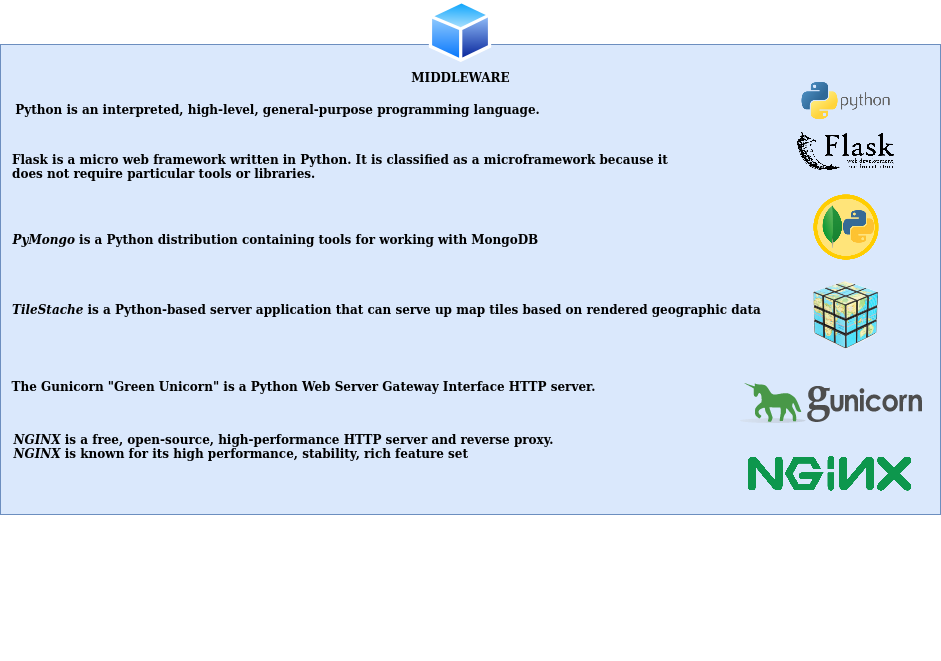 MIDDLEWARE
Python is an interpreted, high-level, general-purpose programming language.
python
Flask
web development
Flask is a micro web framework written in Python. It is classified as a microframework because it
does not require particular tools or libraries.
PyMongo is a Python distribution containing tools for working with MongoDB
TileStache is a Python-based server application that can serve up map tiles based on rendered geographic data
The Gunicorn "Green Unicorn" is a Python Web Server Gateway Interface HTTP server.
gunicorn
NGINX is a free, open-source, high-performance HTTP server and reverse proxy.
NGINX is known for its high performance, stability, rich feature set
NGINX